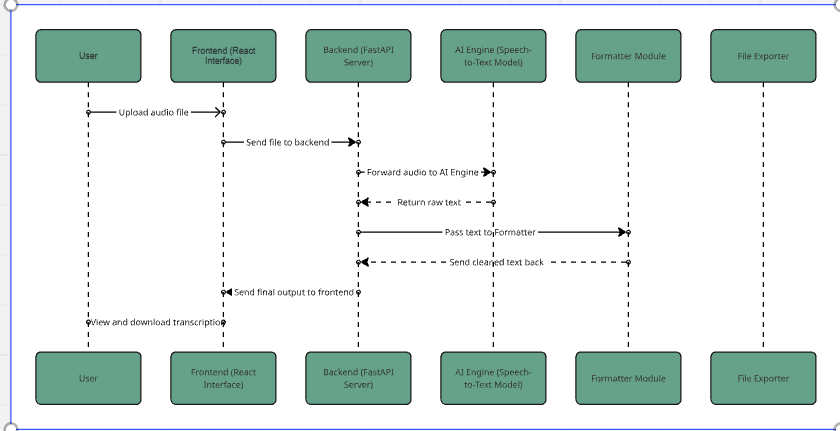 User
Frontend (React
Interface)
Backend (FastAPI
Server)
AI Engine (Speech-
to-Text Model)
Formatter Module
File Exporter
Upload audio file
Send file to backend
Forward audio to AI Engine
Return raw text
Pass text to Formatter
Send cleaned text back
Send final output to frontend
View and download transcription
User
Frontend (React
Interface)
Backend (FastAPI
Server)
AI Engine (Speech-
to-Text Model)
Formatter Module
File Exporter